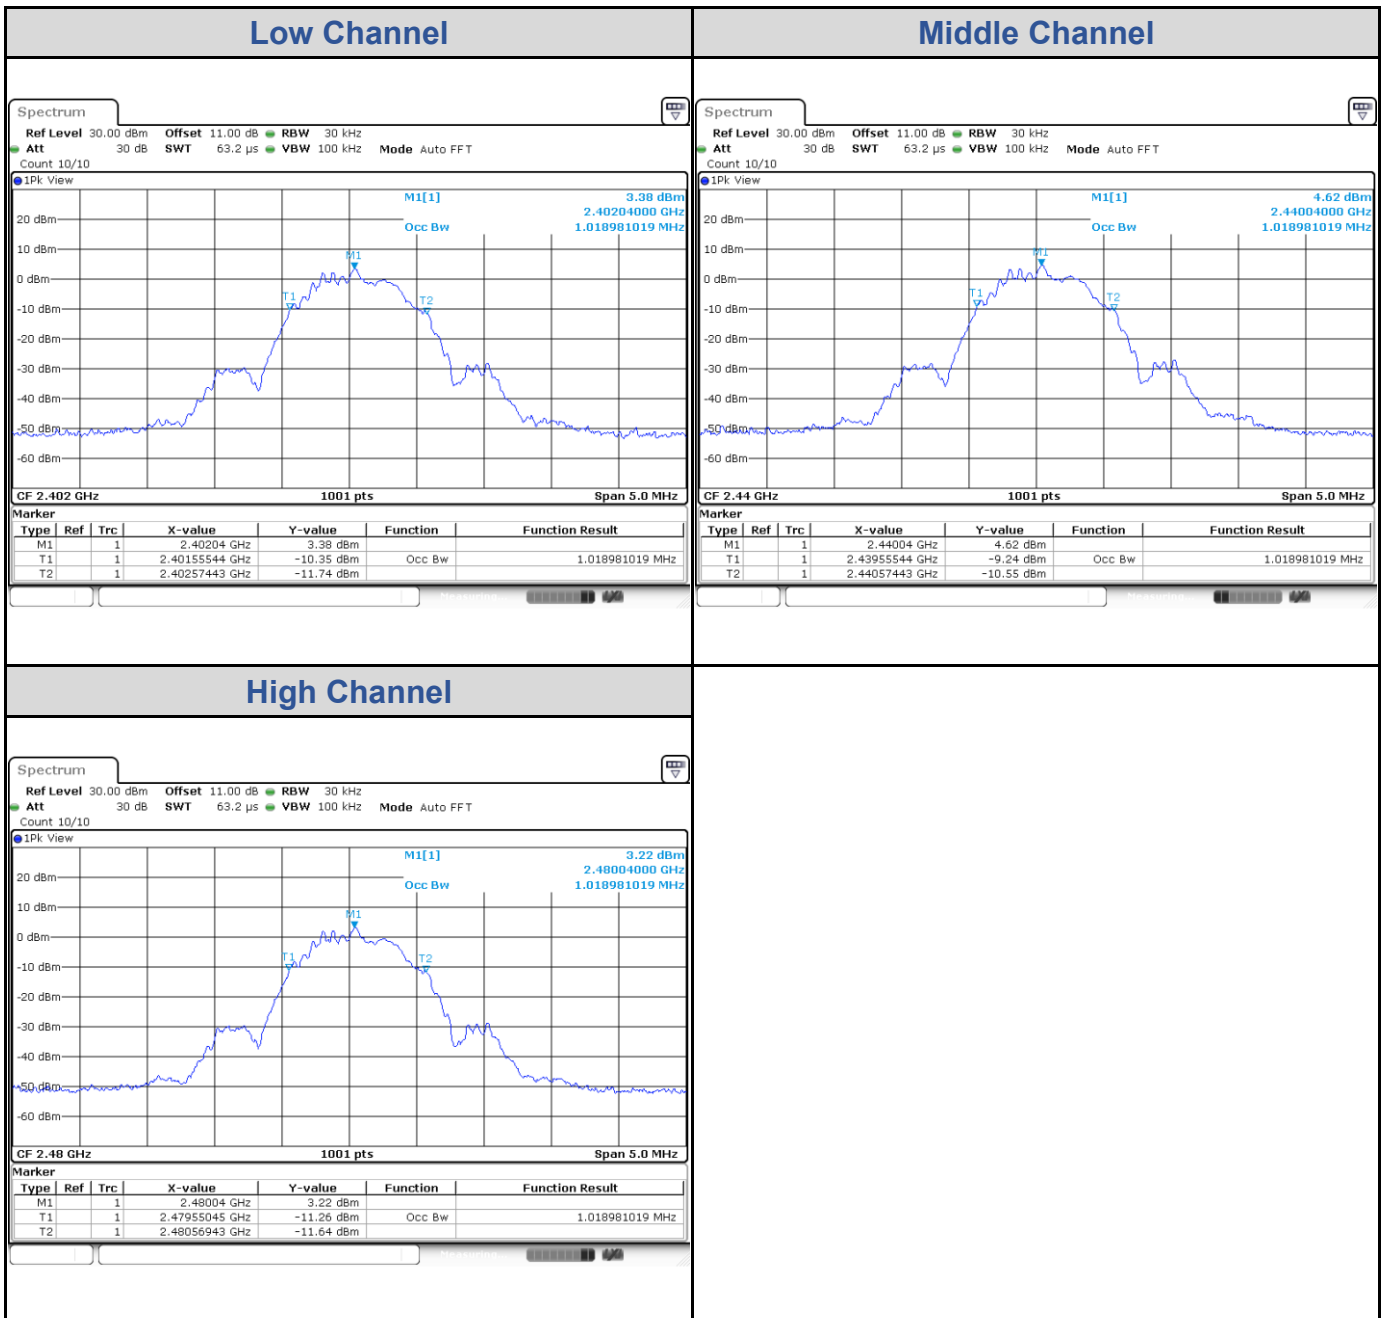 Low Channel
Spectrum
Ref Level 30.00 dBm Offset 11.00 dB RBW 30 kHz
Att 30 dB SWT 63.2 µs VBW 100 kHz Mode Auto FFT
Count 10/10
1Pk View
M1[1] 3.38 dBm
2.40204000 GHz
Occ Bw 1.018981019 MHz
20 dBm
10 dBm
M1
0 dBm
T1
T2
-10 dBm
-20 dBm
-30 dBm
-40 dBm
-50 dBm
-60 dBm
CF 2.402 GHz 1001 pts Span 5.0 MHz
Marker
Type Ref Trc X-value Y-value Function Function Result
M1 1 2.40204 GHz 3.38 dBm
T1 1 2.40155544 GHz -10.35 dBm Occ Bw 1.018981019 MHz
T2 1 2.40257443 GHz -11.74 dBm
Measuring...
Middle Channel
Spectrum
Ref Level 30.00 dBm Offset 11.00 dB RBW 30 kHz
Att 30 dB SWT 63.2 µs VBW 100 kHz Mode Auto FFT
Count 10/10
1Pk View
M1[1] 4.62 dBm
2.44004000 GHz
Occ Bw 1.018981019 MHz
20 dBm
10 dBm
M1
0 dBm
T1
T2
-10 dBm
-20 dBm
-30 dBm
-40 dBm
-50 dBm
-60 dBm
CF 2.44 GHz 1001 pts Span 5.0 MHz
Marker
Type Ref Trc X-value Y-value Function Function Result
M1 1 2.44004 GHz 4.62 dBm
T1 1 2.43955544 GHz -9.24 dBm Occ Bw 1.018981019 MHz
T2 1 2.44057443 GHz -10.55 dBm
Measuring...
High Channel
Spectrum
Ref Level 30.00 dBm Offset 11.00 dB RBW 30 kHz
Att 30 dB SWT 63.2 µs VBW 100 kHz Mode Auto FFT
Count 10/10
1Pk View
M1[1] 3.22 dBm
2.48004000 GHz
Occ Bw 1.018981019 MHz
20 dBm
10 dBm
M1
0 dBm
T1
T2
-10 dBm
-20 dBm
-30 dBm
-40 dBm
-50 dBm
-60 dBm
CF 2.48 GHz 1001 pts Span 5.0 MHz
Marker
Type Ref Trc X-value Y-value Function Function Result
M1 1 2.48004 GHz 3.22 dBm
T1 1 2.47955045 GHz -11.26 dBm Occ Bw 1.018981019 MHz
T2 1 2.48056943 GHz -11.64 dBm
Measuring...